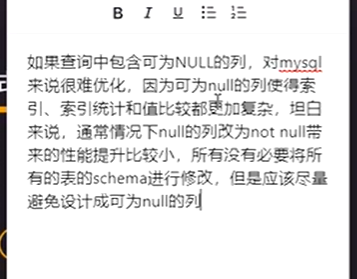 B I U
如果查询中包含可为NULL的列，对mysql
来说很难优化，因为可为null的列使得索
引、索引统计和值比较都更加复杂，坦白
来说，通常情况下null的列改为not null带
来的性能提升比较小，所有没有必要将所
有的表的schema进行修改，但是应该尽量
避免设计成可为null的列